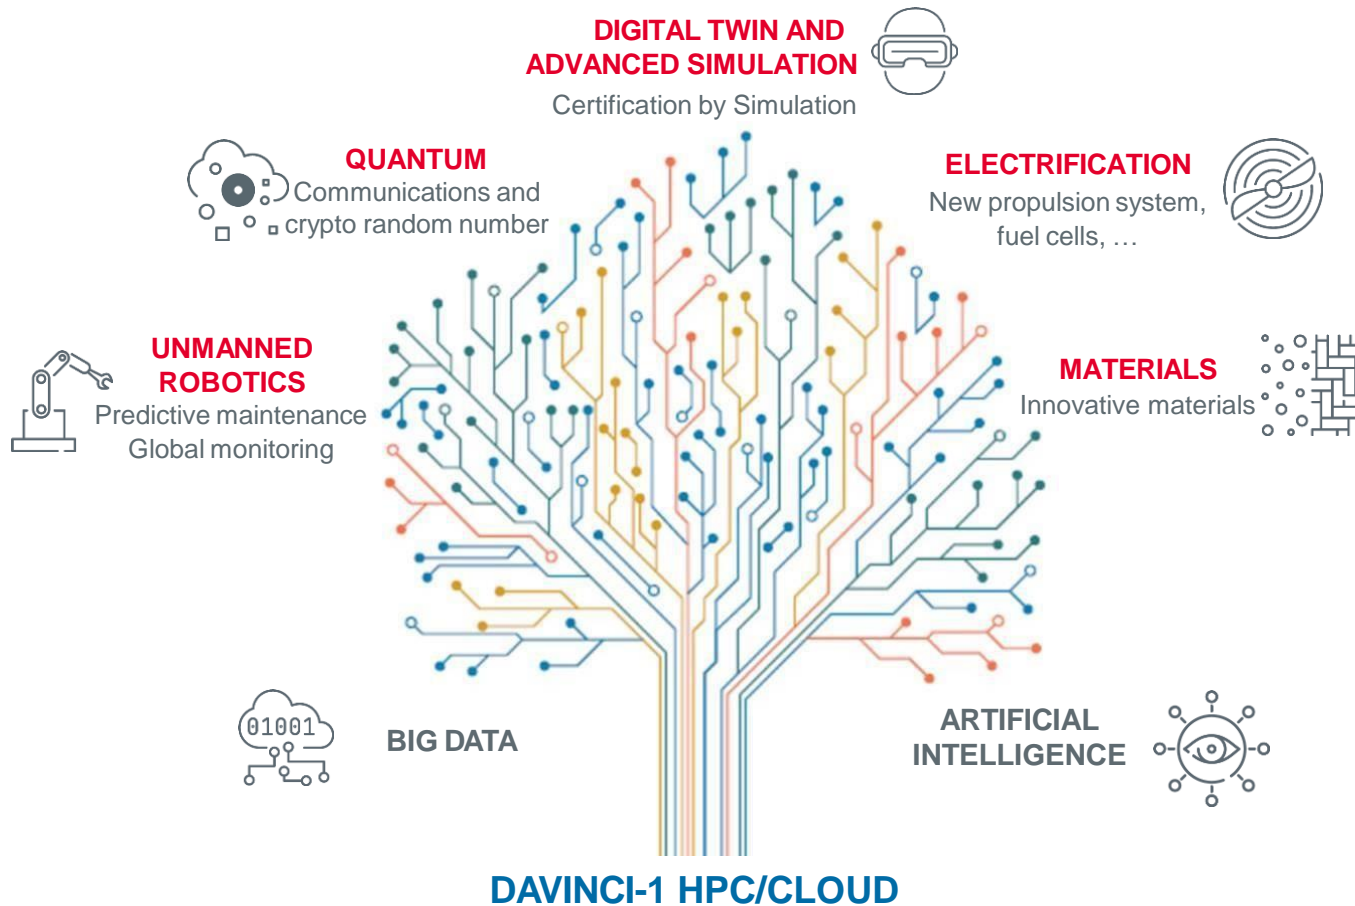 DIGITAL TWIN AND
ADVANCED SIMULATION
Certification by Simulation
QUANTUM
Communications and
crypto random number
ELECTRIFICATION
New propulsion system,
fuel cells, …
UNMANNED
ROBOTICS
Predictive maintenance
Global monitoring
MATERIALS
Innovative materials
01001
BIG DATA
ARTIFICIAL
INTELLIGENCE
DAVINCI-1 HPC/CLOUD